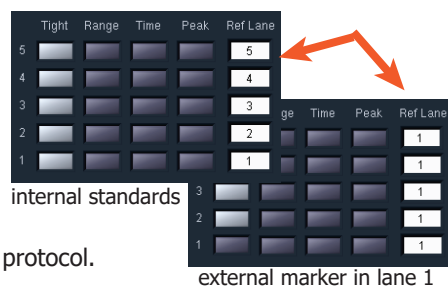 Tight Range Time Peak Ref Lane
5 5
4 4
3 3
2 2
1 1
internal standards
ge Time Peak Ref Lane
1
1
3 1
2 1
1 1
protocol.
external marker in lane 1